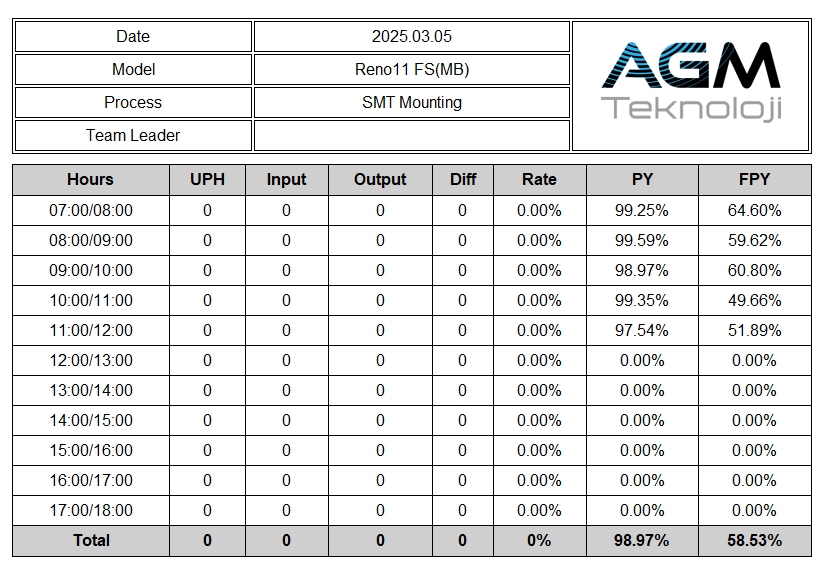 Date 2025.03.05
Model Reno11 FS(MB)
Process SMT Mounting
Team Leader
AGM
Teknoloji
Hours UPH Input Output Diff Rate PY FPY
07:00/08:00 0 0 0 0 0.00% 99.25% 64.60%
08:00/09:00 0 0 0 0 0.00% 99.59% 59.62%
09:00/10:00 0 0 0 0 0.00% 98.97% 60.80%
10:00/11:00 0 0 0 0 0.00% 99.35% 49.66%
11:00/12:00 0 0 0 0 0.00% 97.54% 51.89%
12:00/13:00 0 0 0 0 0.00% 0.00% 0.00%
13:00/14:00 0 0 0 0 0.00% 0.00% 0.00%
14:00/15:00 0 0 0 0 0.00% 0.00% 0.00%
15:00/16:00 0 0 0 0 0.00% 0.00% 0.00%
16:00/17:00 0 0 0 0 0.00% 0.00% 0.00%
17:00/18:00 0 0 0 0 0.00% 0.00% 0.00%
Total 0 0 0 0 0% 98.97% 58.53%